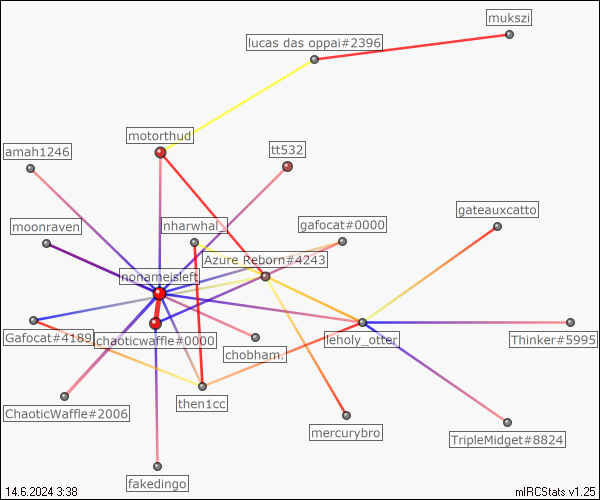 mukszi
lucas das oppai#2396
motorthud
amah1246
tt532
gateauxcatto
moonraven
nharwhal_
gafocat#0000
Azure Reborn#4243
nonameisleft
Gafocat#4189
chaoticwaffle#0000
leholy_otter
Thinker#5995
chobham.
ChaoticWaffle#2006
then1cc
mercurybro
TripleMidget#8824
fakedingo
14.6.2024 3:38
mIRCStats v1.25